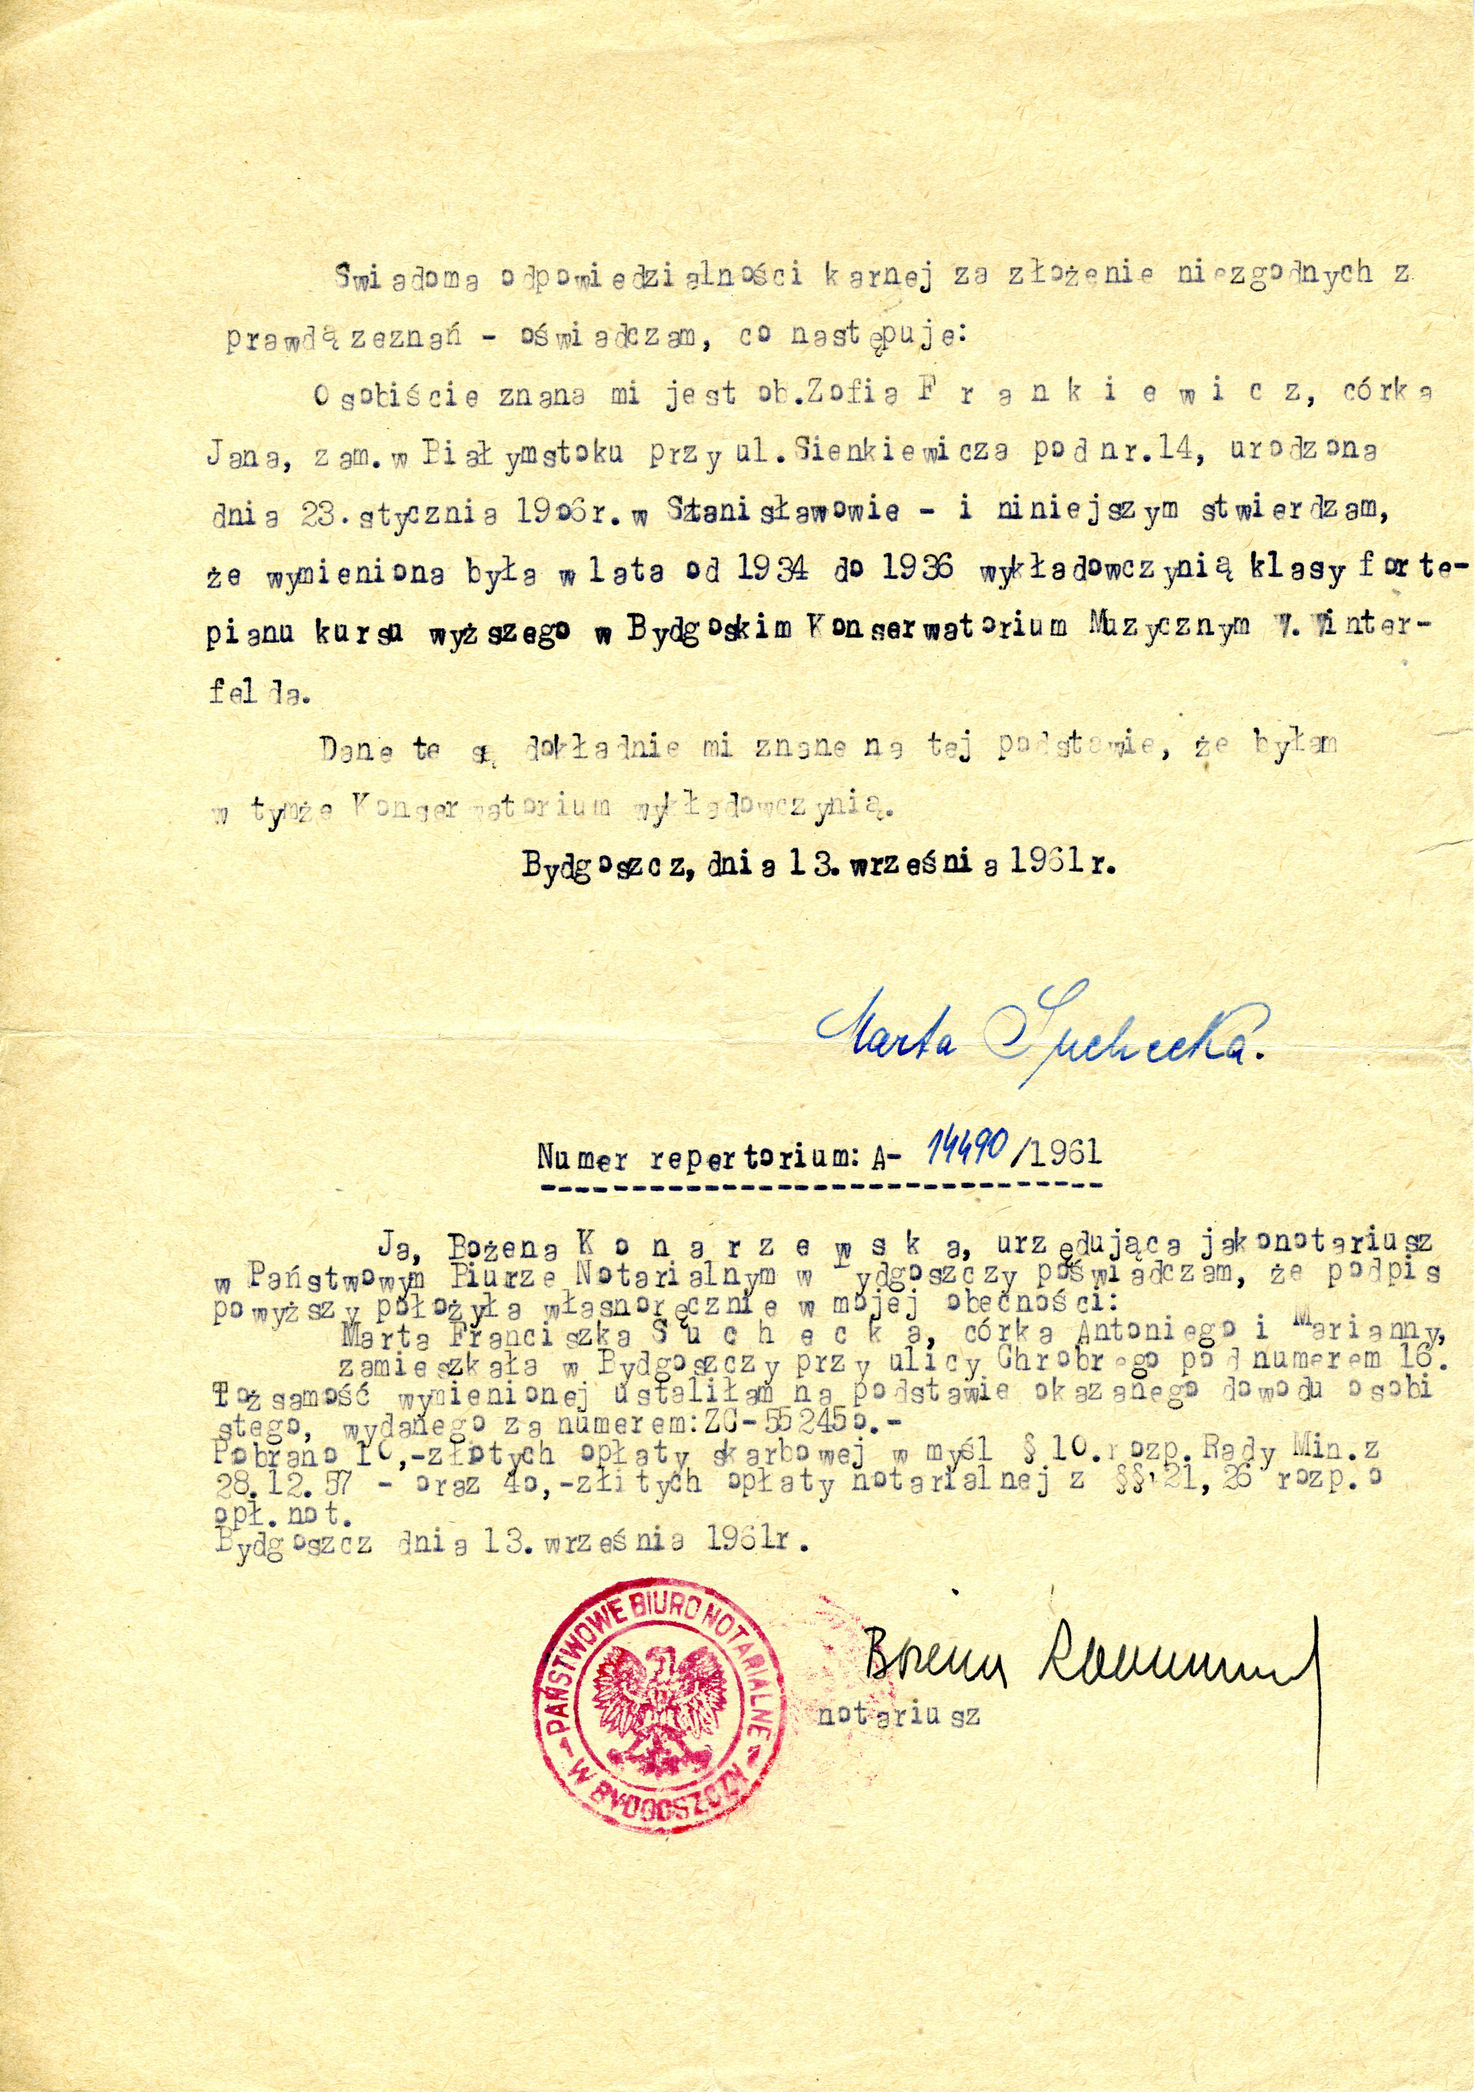 Swiadoma odpowiedzialności karnej za złożenie niezgodnych z
prawdą zeznań - oświadczam, co następuje:
Osobiście znana mi jest ob.Zofia F r a n k i e w i c z, córka
Jana, zam.w Białymstoku przy ul.Sienkiewicza pod nr.14, urodzona
dnia 23.stycznia 19o6r.w Stanisławowie - i niniejszym stwierdzam,
że wymieniona była w lata od 1934 do 1936 wykładowczynią klasy forte-
pianu kursu wyższego w Bydgoskim Konserwatorium Muzycznym W. Winter-
felda.
Dane te są dokładnie mi znane na tej podstawie, że byłam
w tymże Konserwatorium wykładowczynią.
Bydgoszcz, dnia 13.września 1961r.
Marta Suchecka.
Numer repertorium: A- 14490/1961
Ja, Bożena K o n a r z e w s k a, urzędująca jako notariusz
w Państwowym Biurze Notarialnym w Bydgoszczy poświadczam, że podpis
powyższy położyła własnoręcznie w mojej obecności:
Marta Franciszka S u c h e c k a, córka Antoniego i Marianny,
zamieszkała w Bydgoszczy przy ulicy Chrobrego pod numerem 16.
Tożsamość wymienionej ustaliłam na podstawie okazanego dowodu osobi
stego, wydanego za numerem:ZC-552450.-
Pobrano 10,-złotych opłaty skarbowej w myśl § 10.rozp.Rady Min.z
28.12.57 - oraz 4o,-złitych opłaty notarialnej z §§ 21, 26 rozp.o
opł.not.
Bydgoszcz dnia 13.września 1961r.
PAŃSTWOWE BIURO NOTARIALNE
W BYDGOSZCZY
Bożena
notariusz